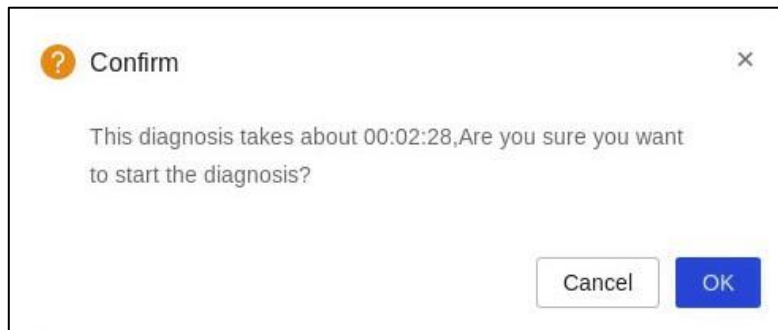 Confirm
This diagnosis takes about 00:02:28,Are you sure you want
to start the diagnosis?
Cancel OK